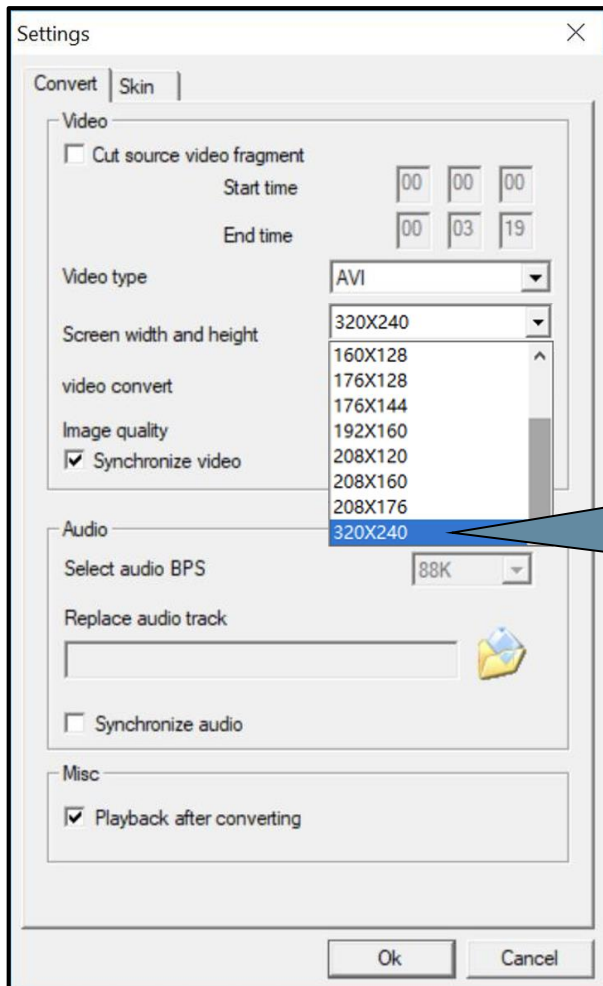 Settings
Convert Skin
Video
Cut source video fragment
Start time 00 00 00
End time 00 03 19
Video type AVI
Screen width and height 320X240
160X128
176X128
video convert
176X144
192X160
Image quality
Synchronize video
208X120
208X160
208X176
320X240
Audio
Select audio BPS 88K
Replace audio track
Synchronize audio
Misc
Playback after converting
Ok Cancel